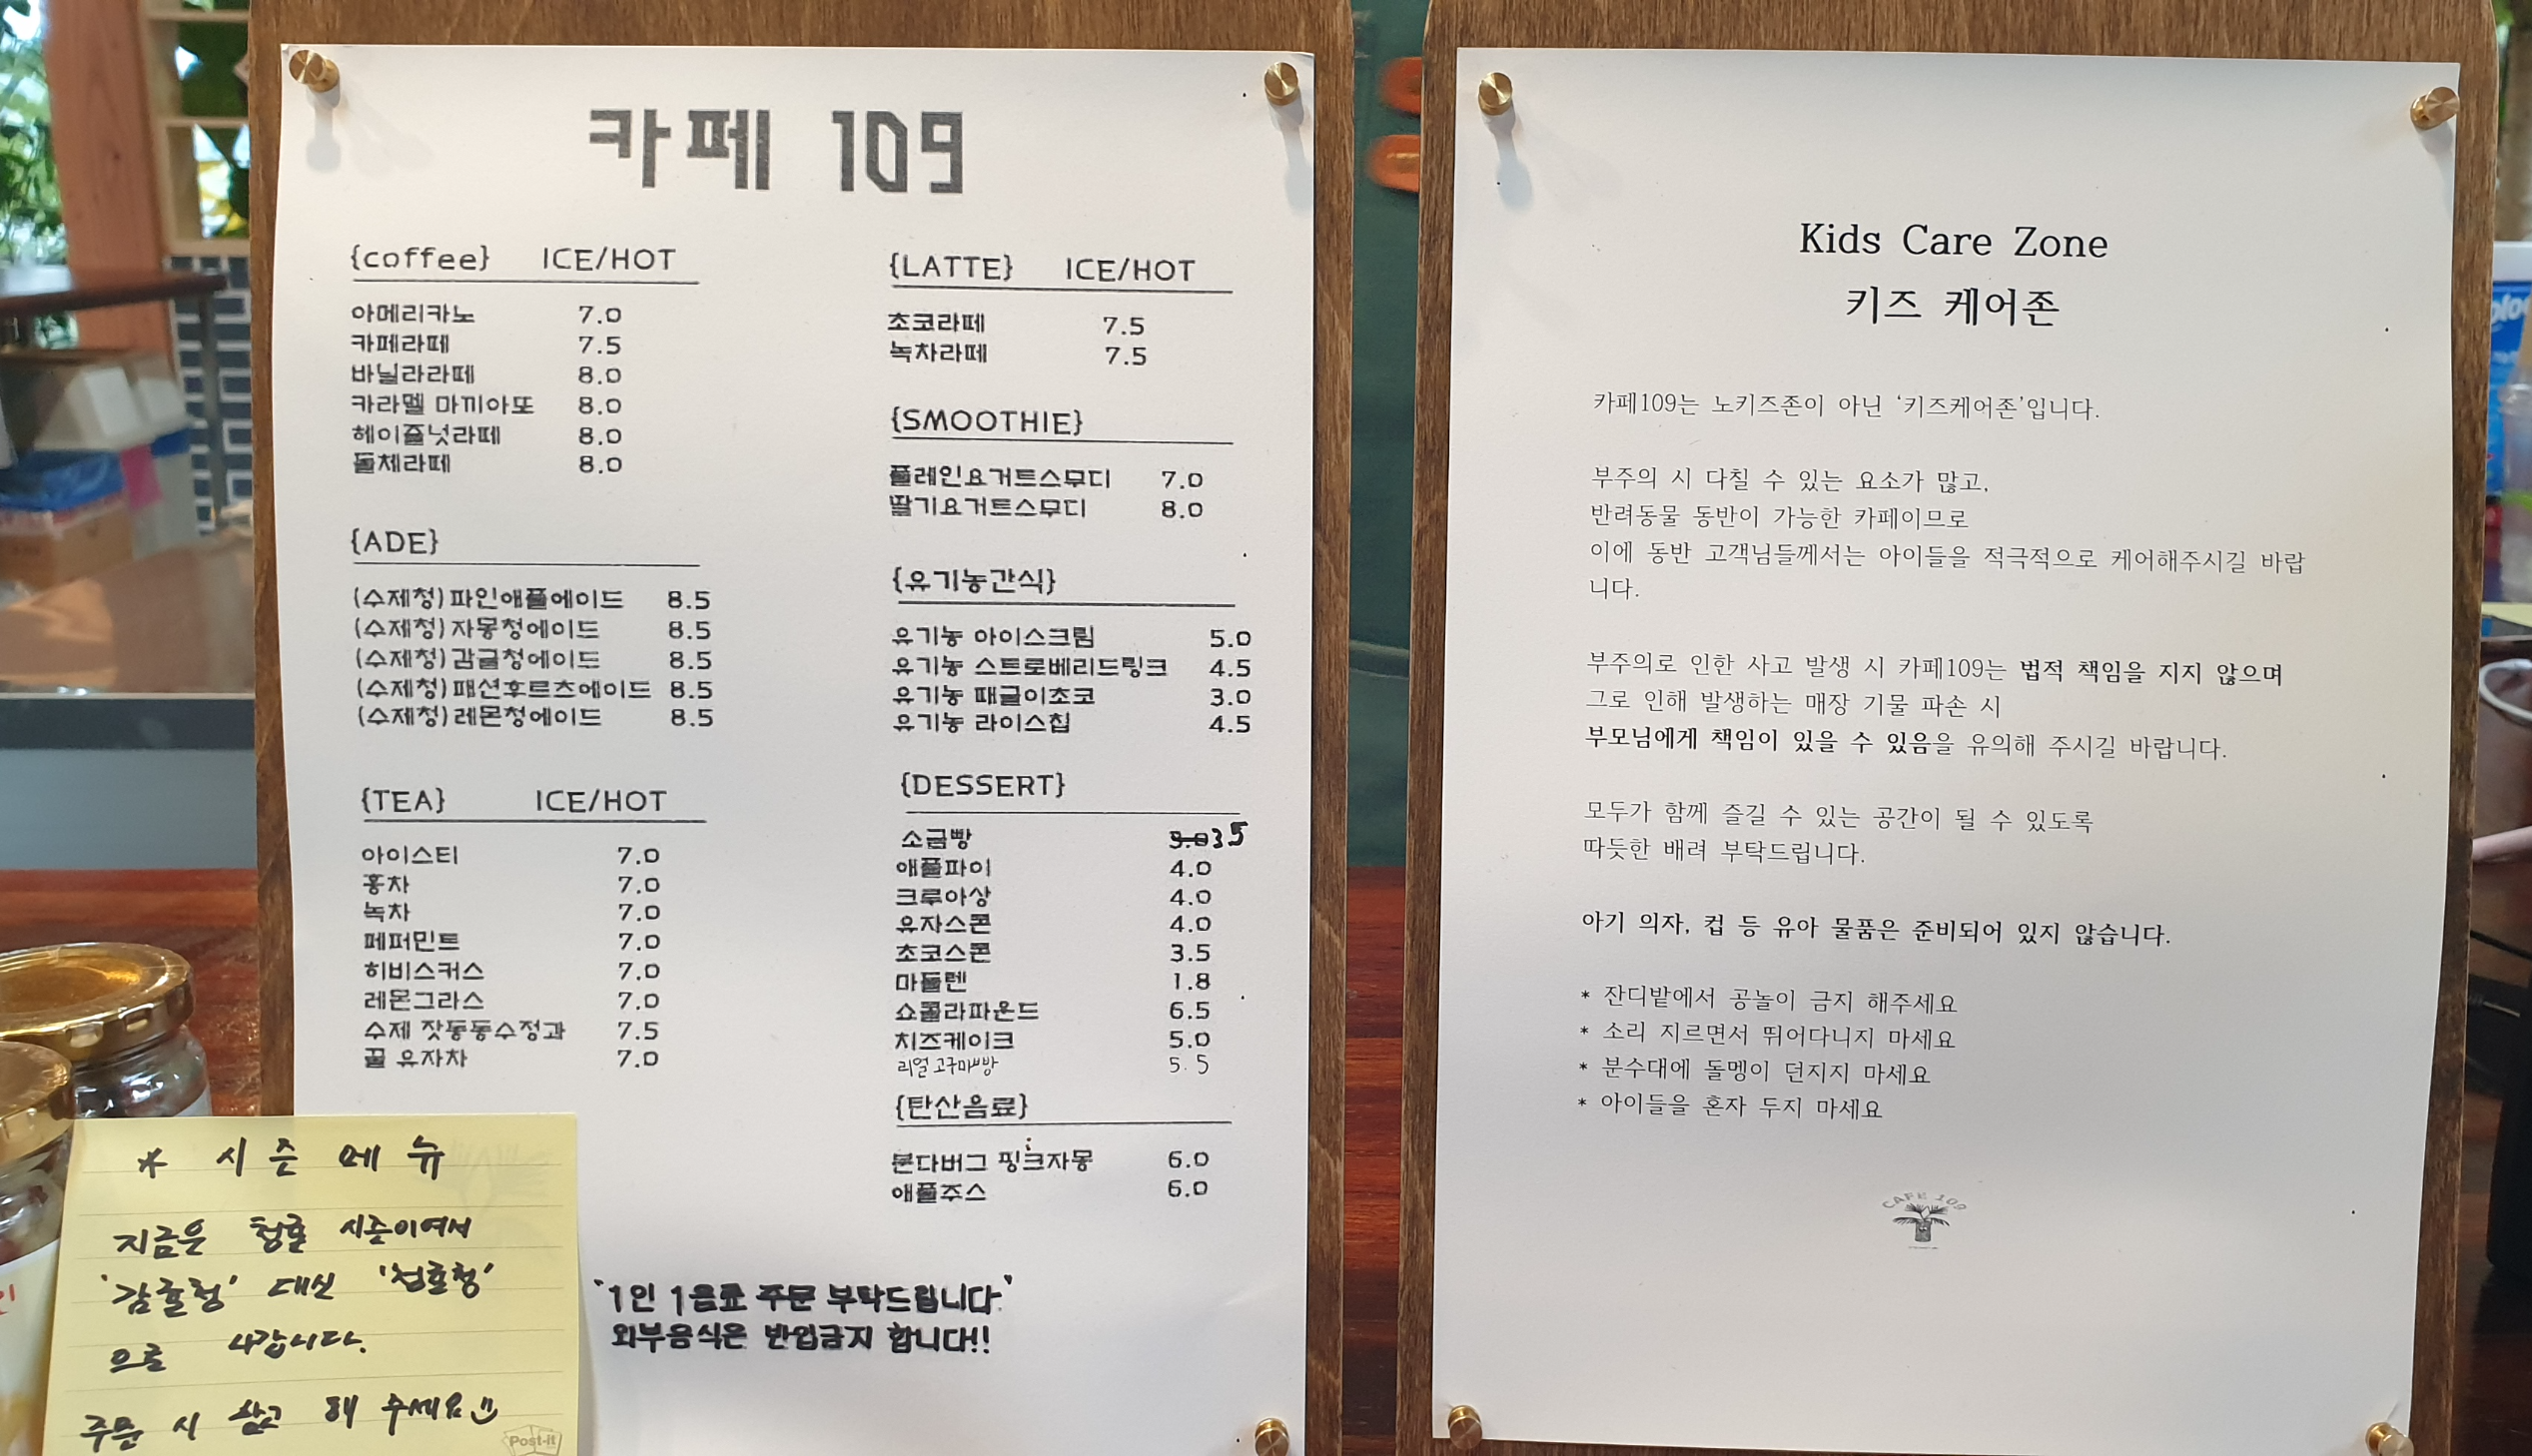 카페 109
{coffee} ICE/HOT
아메리카노 7.0
카페라떼 7.5
바닐라라떼 8.0
카라멜 마끼아또 8.0
헤이즐넛라떼 8.0
돌체라떼 8.0
{ADE}
(수제청)파인애플에이드 8.5
(수제청)자몽청에이드 8.5
(수제청)감귤청에이드 8.5
(수제청)패션후르츠에이드 8.5
(수제청)레몬청에이드 8.5
{TEA} ICE/HOT
아이스티 7.0
홍차 7.0
녹차 7.0
페퍼민트 7.0
히비스커스 7.0
레몬그라스 7.0
수제 잣동동수정과 7.5
꿀 유자차 7.0
{LATTE} ICE/HOT
초코라떼 7.5
녹차라떼 7.5
{SMOOTHIE}
플레인요거트스무디 7.0
딸기요거트스무디 8.0
{유기농간식}
유기농 아이스크림 5.0
유기농 스트로베리드링크 4.5
유기농 때굴이초코 3.0
유기농 라이스칩 4.5
{DESSERT}
소금빵 3.0 3.5
애플파이 4.0
크루아상 4.0
유자스콘 4.0
초코스콘 3.5
마들렌 1.8
쇼콜라파운드 6.5
치즈케이크 5.0
리얼 고구마빵 5.5
{탄산음료}
분다버그 핑크자몽 6.0
애플주스 6.0
'1인 1음료 주문 부탁드립니다'
외부음식은 반입금지 합니다!!
* 시즌 메뉴
지금은 청귤 시즌이여서
'감귤청' 대신 '청귤청'
으로 나갑니다.
주문 시 참고 해 주세요
Post-it
Kids Care Zone
키즈 케어존
카페109는 노키즈존이 아닌 '키즈케어존'입니다.
부주의 시 다칠 수 있는 요소가 많고,
반려동물 동반이 가능한 카페이므로
이에 동반 고객님들께서는 아이들을 적극적으로 케어해주시길 바랍
니다.
부주의로 인한 사고 발생 시 카페109는 법적 책임을 지지 않으며
그로 인해 발생하는 매장 기물 파손 시
부모님에게 책임이 있을 수 있음을 유의해 주시길 바랍니다.
모두가 함께 즐길 수 있는 공간이 될 수 있도록
따듯한 배려 부탁드립니다.
아기 의자, 컵 등 유아 물품은 준비되어 있지 않습니다.
* 잔디밭에서 공놀이 금지 해주세요
* 소리 지르면서 뛰어다니지 마세요
* 분수대에 돌멩이 던지지 마세요
* 아이들을 혼자 두지 마세요
CAFE 109